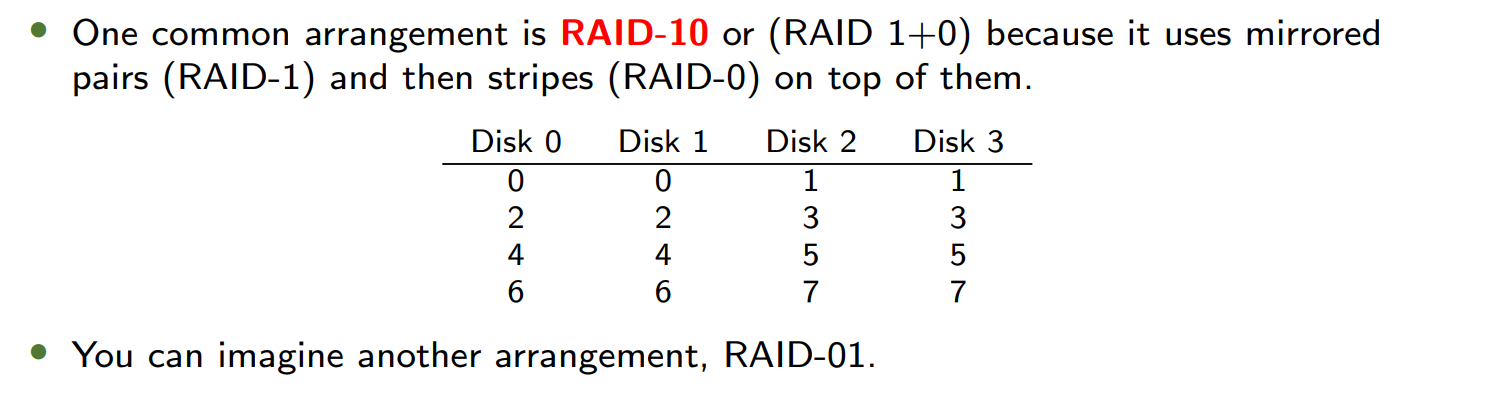 • One common arrangement is RAID-10 or (RAID 1+0) because it uses mirrored
pairs (RAID-1) and then stripes (RAID-0) on top of them.
Disk 0 Disk 1 Disk 2 Disk 3
0 0 1 1
2 2 3 3
4 4 5 5
6 6 7 7
• You can imagine another arrangement, RAID-01.